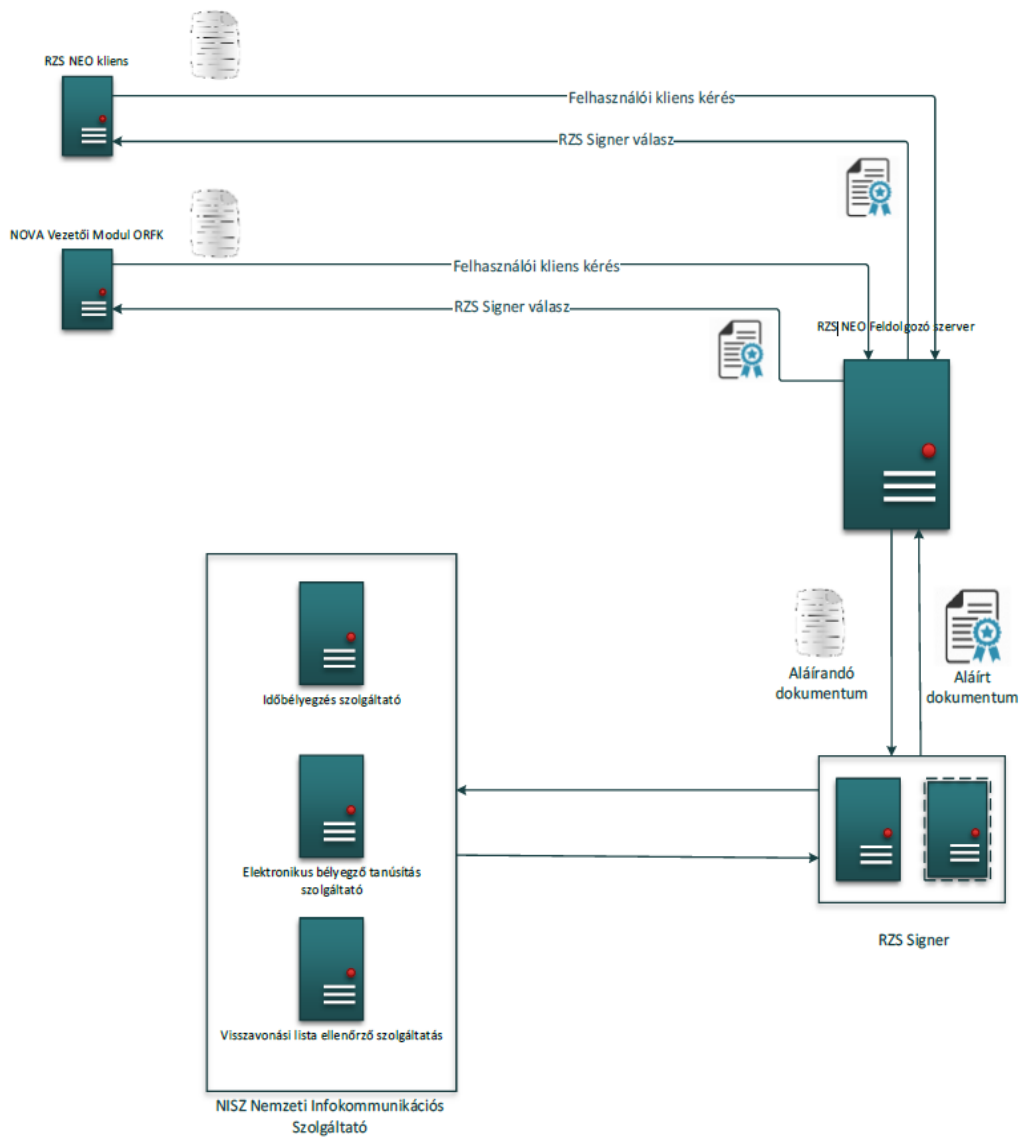 RZS NEO kliens
Felhasználói kliens kérés
RZS Signer válasz
NOVA Vezetői Modul ORFK
Felhasználói kliens kérés
RZS Signer válasz
RZS NEO Feldolgozó szerver
Időbélyegzés szolgáltató
Aláírandó
dokumentum
Aláírt
dokumentum
Elektronikus bélyegző tanúsítás
szolgáltató
RZS Signer
Visszavonási lista ellenőrző szolgáltatás
NISZ Nemzeti Infokommunikációs
Szolgáltató